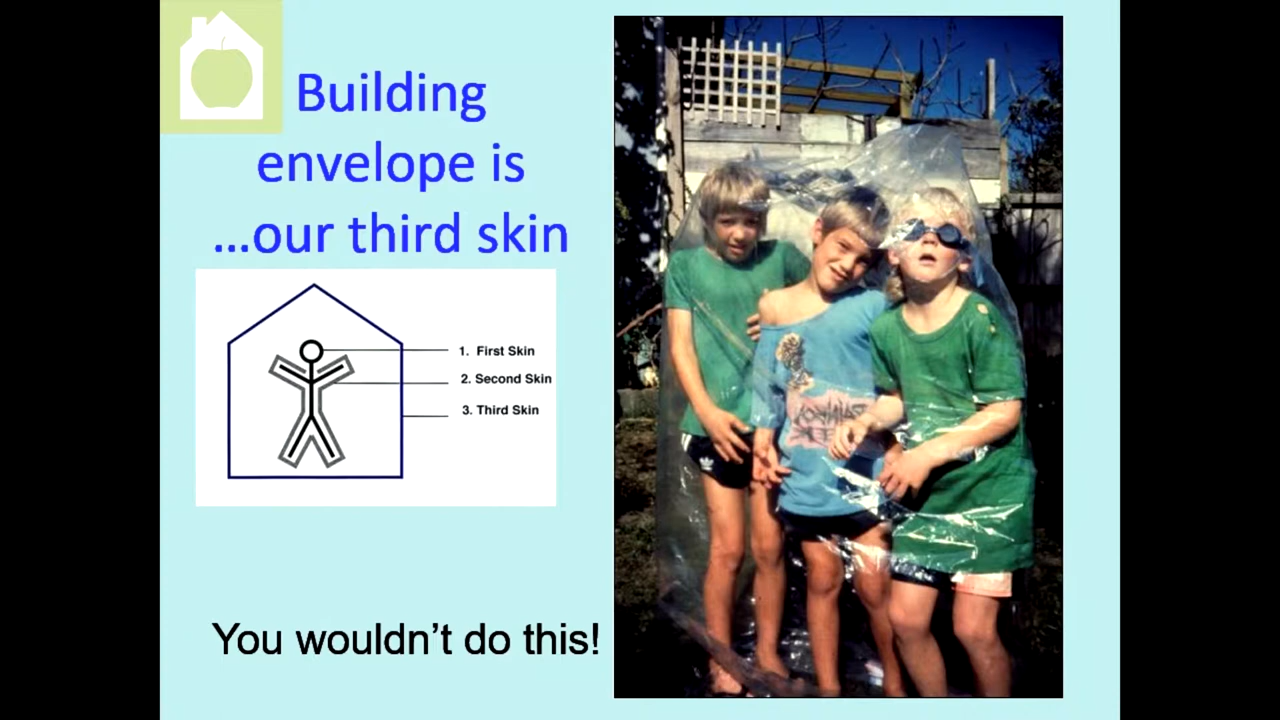 Building
envelope is
...our third skin
1. First Skin
2. Second Skin
3. Third Skin
You wouldn't do this!